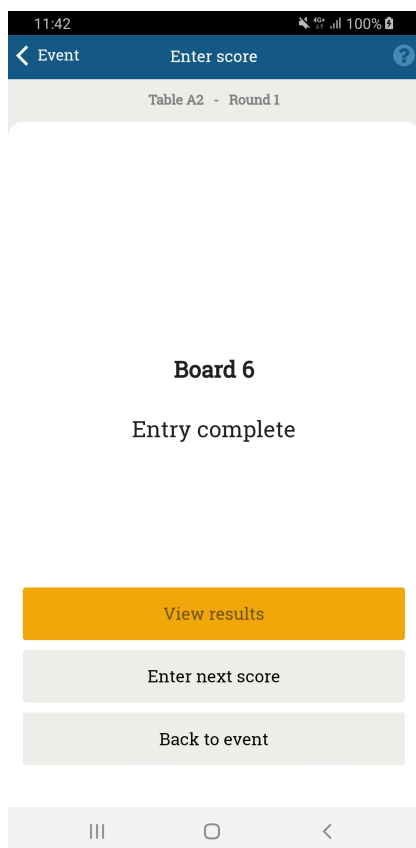 11:42 4G+ 100%
Event Enter score ?
Table A2 - Round 1
Board 6
Entry complete
View results
Enter next score
Back to event